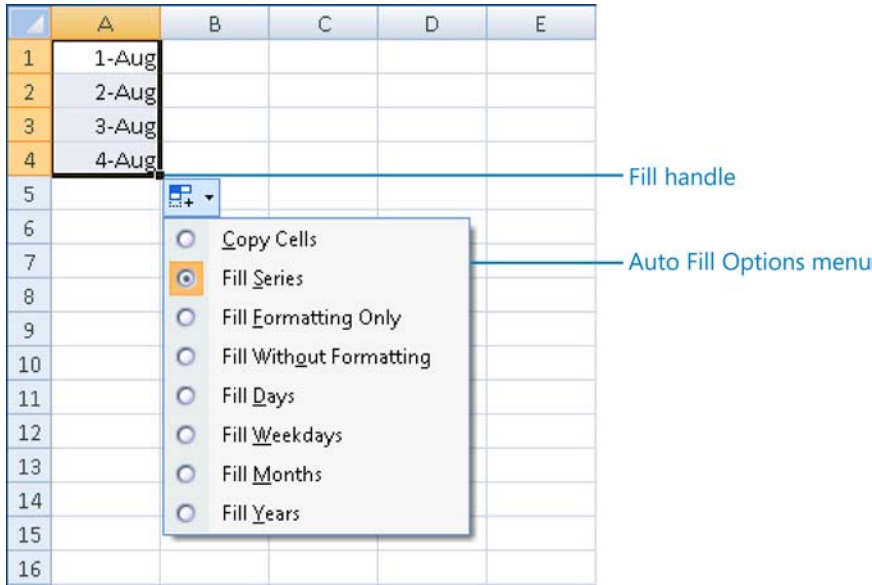 A B C D E
1 1-Aug
2 2-Aug
3 3-Aug
4 4-Aug
Fill handle
5
6 Copy Cells
7 Fill Series
Auto Fill Options menu
8
9 Fill Formatting Only
10 Fill Without Formatting
11 Fill Days
12 Fill Weekdays
13 Fill Months
14 Fill Years
15
16